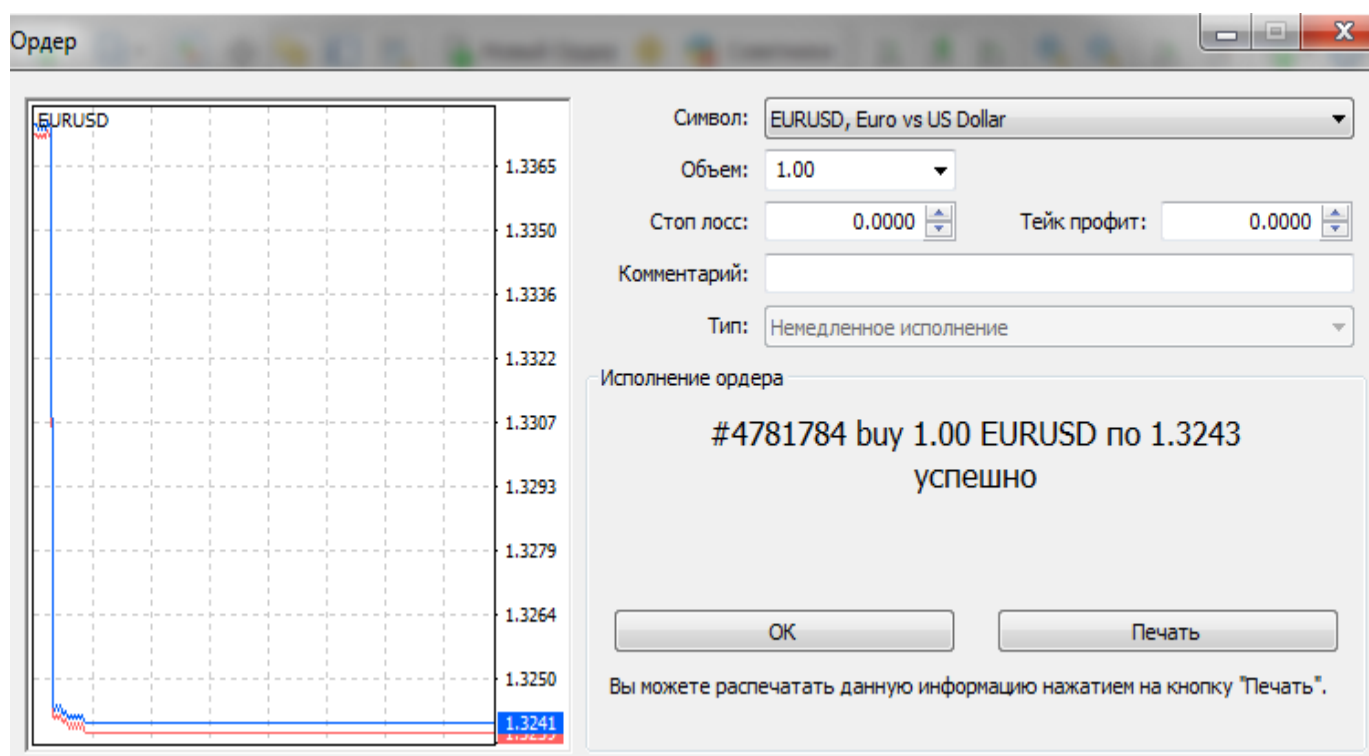 Ордер
EURUSD
1.3365
1.3350
1.3336
1.3322
1.3307
1.3293
1.3279
1.3264
1.3250
1.3241
Символ: EURUSD, Euro vs US Dollar
Объем: 1.00
Стоп лосс: 0.0000 Тейк профит: 0.0000
Комментарий:
Тип: Немедленное исполнение
Исполнение ордера
#4781784 buy 1.00 EURUSD по 1.3243
успешно
OK Печать
Вы можете распечатать данную информацию нажатием на кнопку "Печать".